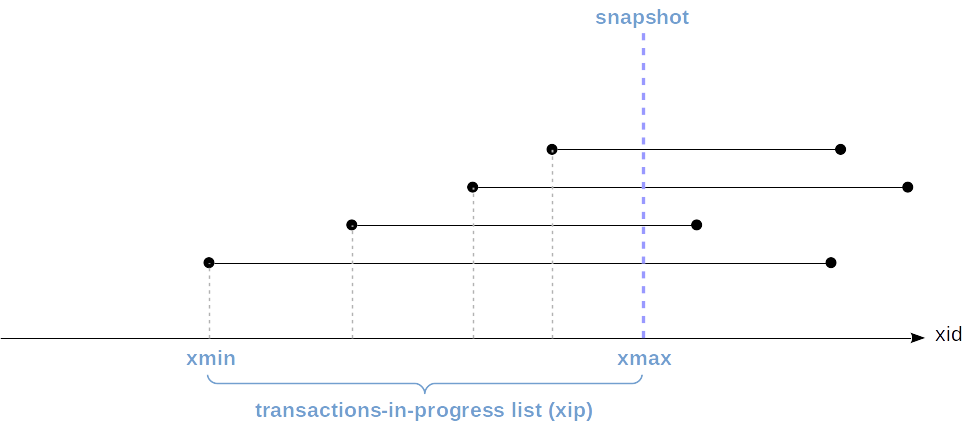 snapshot
xid
xmin
xmax
transactions-in-progress list (xip)